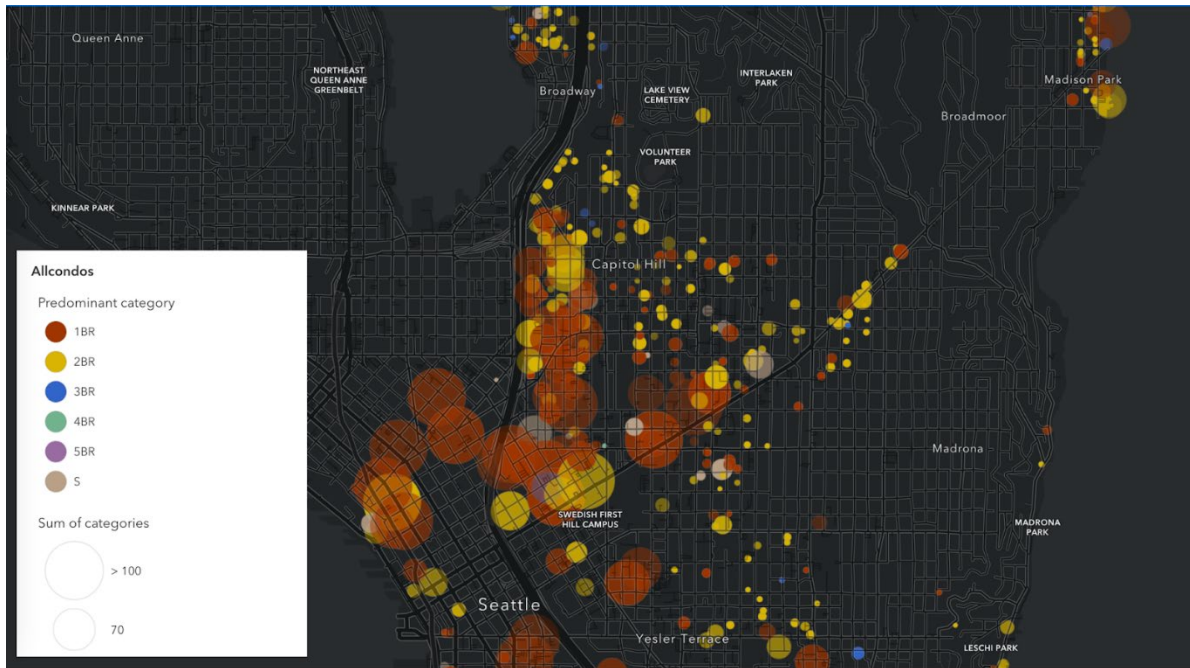 Queen Anne
NORTHEAST
QUEEN ANNE
GREENBELT
Broadway
LAKE VIEW
CEMETERY
INTERLAKEN
PARK
Madison Park
Broadmoor
VOLUNTEER
PARK
KINNEAR PARK
Capitol Hill
Allcondos
Predominant category
1BR
2BR
3BR
4BR
5BR
S
Sum of categories
> 100
70
Madrona
SWEDISH FIRST
HILL CAMPUS
MADRONA
PARK
Seattle
Yesler Terrace
LESCHI PARK